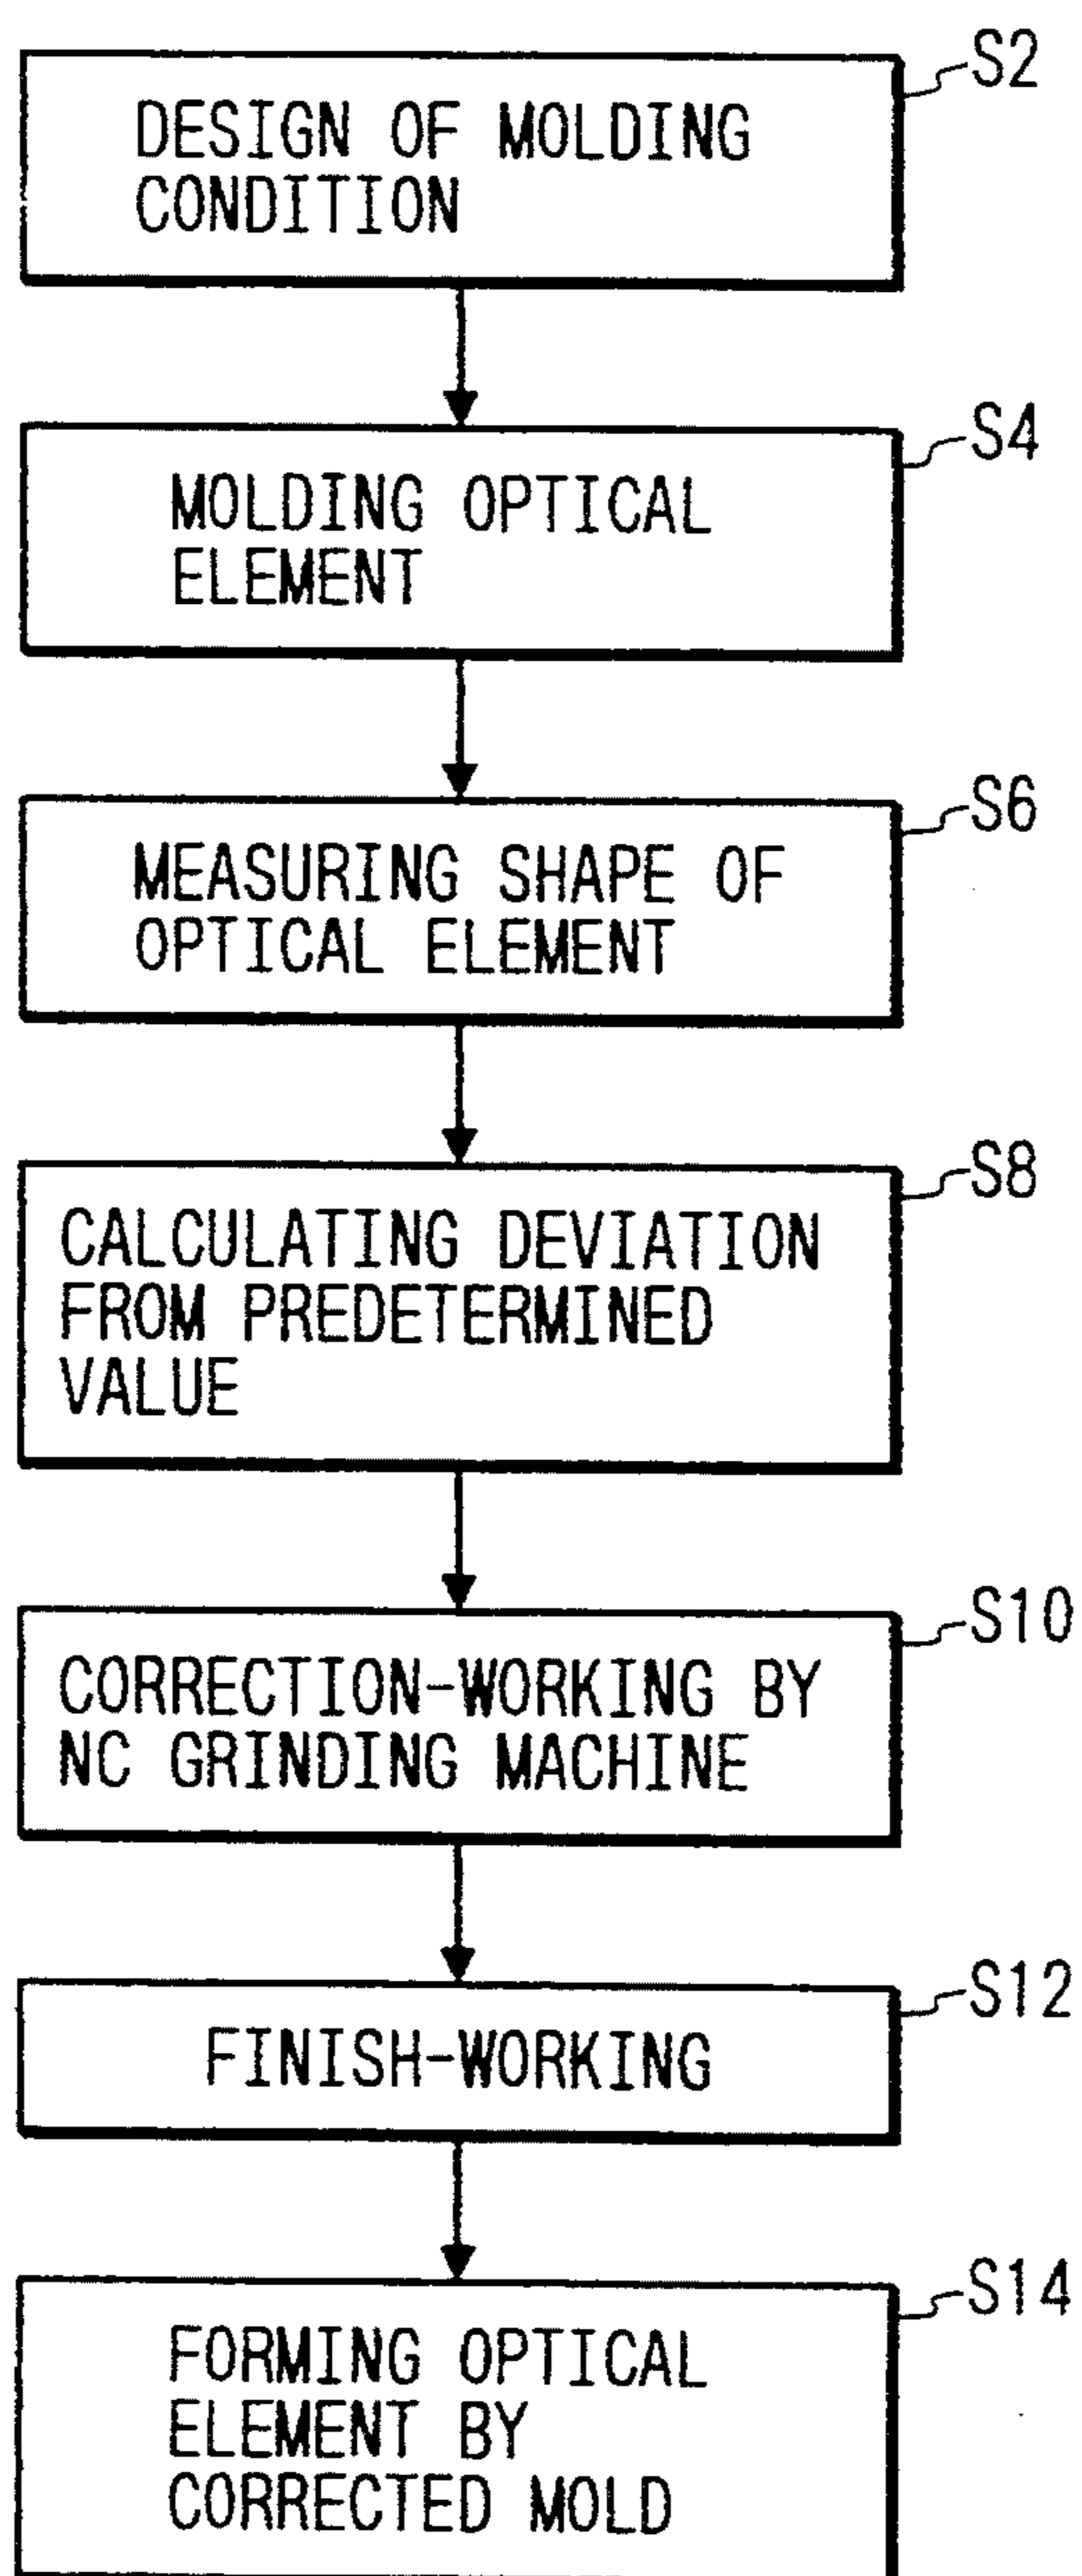 S2
DESIGN OF MOLDING
CONDITION
S4
MOLDING OPTICAL
ELEMENT
S6
MEASURING SHAPE OF
OPTICAL ELEMENT
S8
CALCULATING DEVIATION
FROM PREDETERMINED
VALUE
S10
CORRECTION-WORKING BY
NC GRINDING MACHINE
S12
FINISH-WORKING
S14
FORMING OPTICAL
ELEMENT BY
CORRECTED MOLD